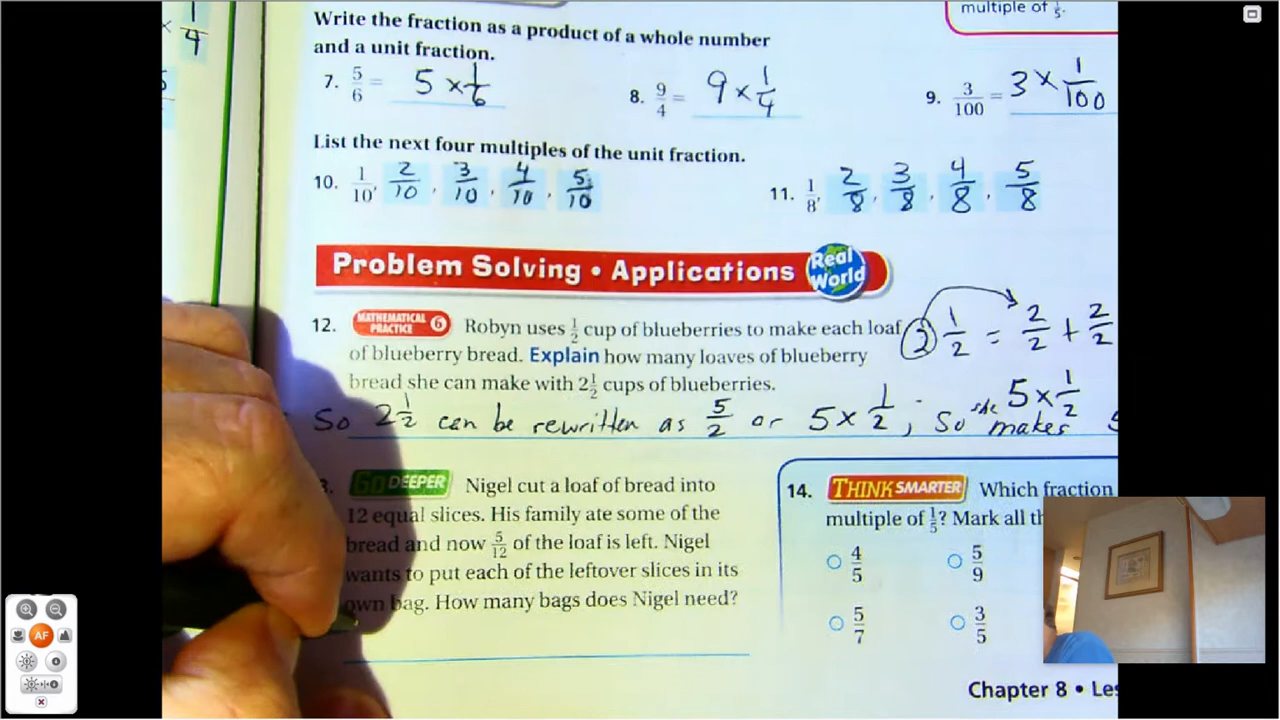 Write the fraction as a product of a whole number
and a unit fraction.
multiple of 1/5.
1/4
7. 5/6 = 5 × 1/6
8. 9/4 = 9 × 1/4
9. 3/100 = 3 × 1/100
List the next four multiples of the unit fraction.
10. 1/10, 2/10, 3/10, 4/10, 5/10
11. 1/8, 2/8, 3/8, 4/8, 5/8
Problem Solving • Applications Real World
12. MATHEMATICAL PRACTICE 6 Robyn uses 1/2 cup of blueberries to make each loaf
of blueberry bread. Explain how many loaves of blueberry
bread she can make with 2 1/2 cups of blueberries.
2 1/2 = 2/2 + 2/2
5 × 1/2
So 2 1/2 can be rewritten as 5/2 or 5 × 1/2; So she makes 5
GO DEEPER Nigel cut a loaf of bread into
12 equal slices. His family ate some of the
bread and now 5/12 of the loaf is left. Nigel
wants to put each of the leftover slices in its
own bag. How many bags does Nigel need?
14. THINK SMARTER Which fraction
multiple of 1/5? Mark all
4/5
5/9
5/7
3/5
Chapter 8 •
AF